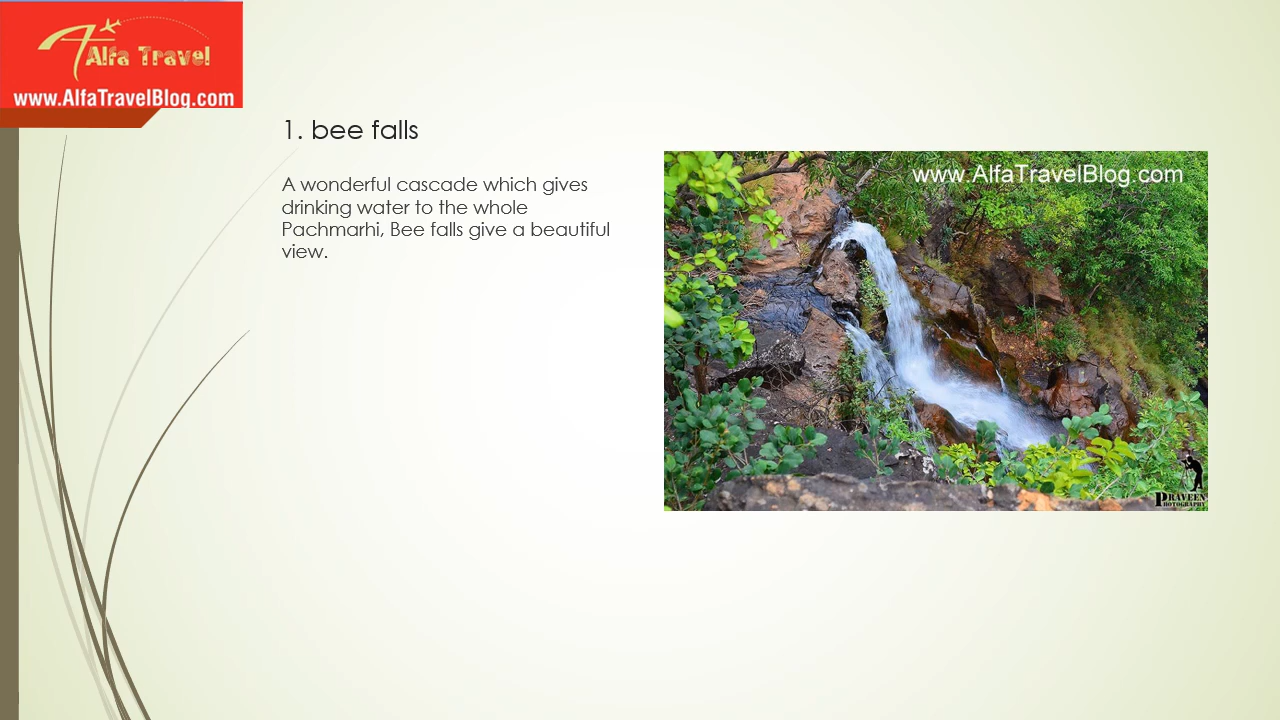 Alfa Travel
www.AlfaTravelBlog.com
1. bee falls
A wonderful cascade which gives
drinking water to the whole
Pachmarhi, Bee falls give a beautiful
view.
www.AlfaTravelBlog.com
PRAVEEN
PHOTOGRAPHY